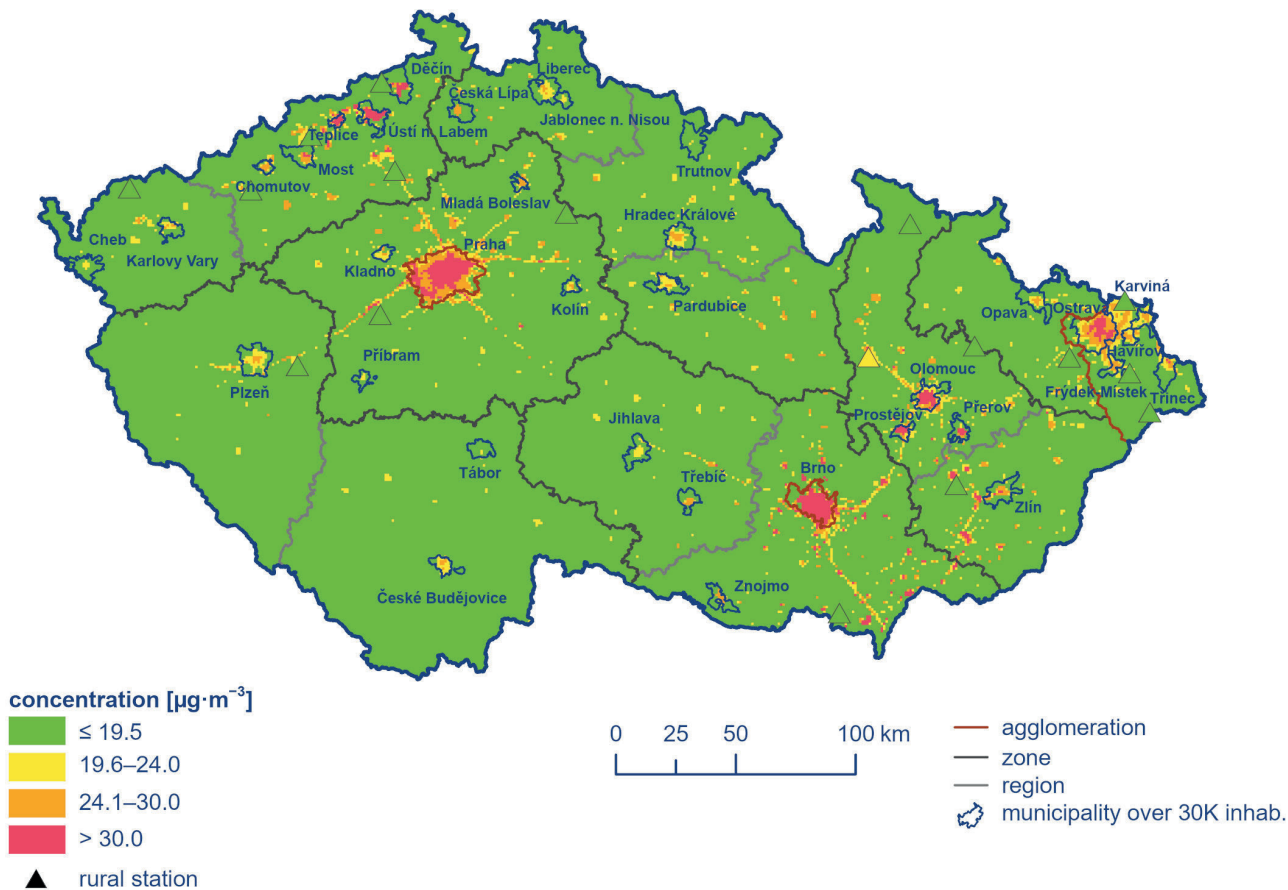 Děčín
Liberec
Česká Lípa
Jablonec n. Nisou
Teplice
Ústí n. Labem
Trutnov
Most
Chomutov
Mladá Boleslav
Hradec Králové
Cheb
Praha
Karlovy Vary
Kladno
Karviná
Kolín
Pardubice
Opava
Ostrava
Havířov
Příbram
Plzeň
Olomouc
Frýdek-Místek
Třinec
Prostějov
Přerov
Jihlava
Tábor
Třebíč
Brno
Zlín
České Budějovice
Znojmo
concentration [µg·m⁻³]
≤ 19.5
19.6–24.0
24.1–30.0
> 30.0
rural station
0 25 50 100 km
agglomeration
zone
region
municipality over 30K inhab.